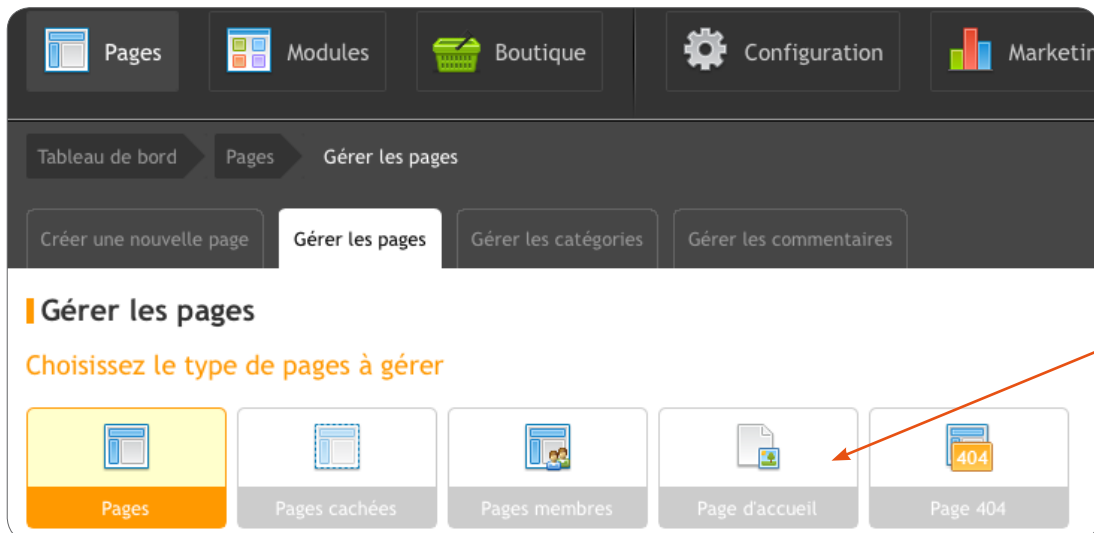 Pages Modules Boutique Configuration
Tableau de bord Pages Gérer les pages
Créer une nouvelle page Gérer les pages Gérer les catégories Gérer les commentaires
Gérer les pages
Choisissez le type de pages à gérer
404
Pages Pages cachées Pages membres Page d'accueil Page 404